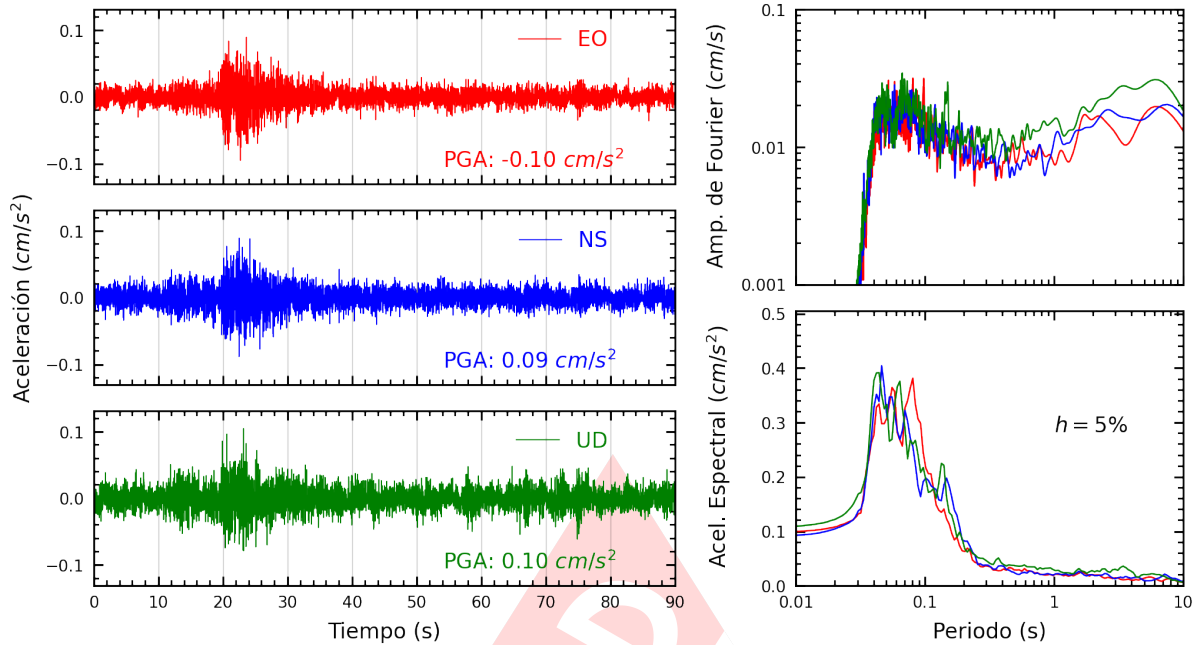 Aceleración (cm/s²)
0.1
0.0
−0.1
EO
PGA: -0.10 cm/s²
0.1
0.0
−0.1
NS
PGA: 0.09 cm/s²
0.1
0.0
−0.1
UD
PGA: 0.10 cm/s²
0 10 20 30 40 50 60 70 80 90
Tiempo (s)
Amp. de Fourier (cm/s)
0.1
0.01
0.001
Acel. Espectral (cm/s²)
0.5
0.4
0.3
0.2
0.1
0.0
h = 5%
0.01 0.1 1 10
Periodo (s)